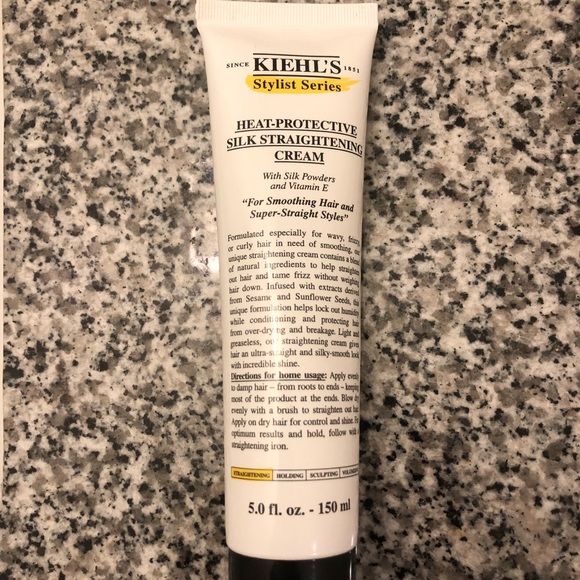 SINCE KIEHL'S 1851
Stylist Series
HEAT-PROTECTIVE
SILK STRAIGHTENING
CREAM
With Silk Powders
and Vitamin E
"For Smoothing Hair and
Super-Straight Styles"
Formulated especially for wavy, frizzy
or curly hair in need of smoothing, our
unique straightening cream contains a blend
of natural ingredients to help straighten
out hair and tame frizz without weighing
hair down. Infused with extracts derived
from Sesame and Sunflower Seeds, this
unique formulation helps lock out humidity
while conditioning and protecting hair
from over-drying and breakage. Light and
greaseless, our straightening cream gives
hair an ultra-straight and silky-smooth look
with incredible shine.
Directions for home usage: Apply evenly
to damp hair – from roots to ends – keeping
most of the product at the ends. Blow dry
evenly with a brush to straighten out hair.
Apply on dry hair for control and shine. For
optimum results and hold, follow with a
straightening iron.
STRAIGHTENING HOLDING SCULPTING
5.0 fl. oz. - 150 ml